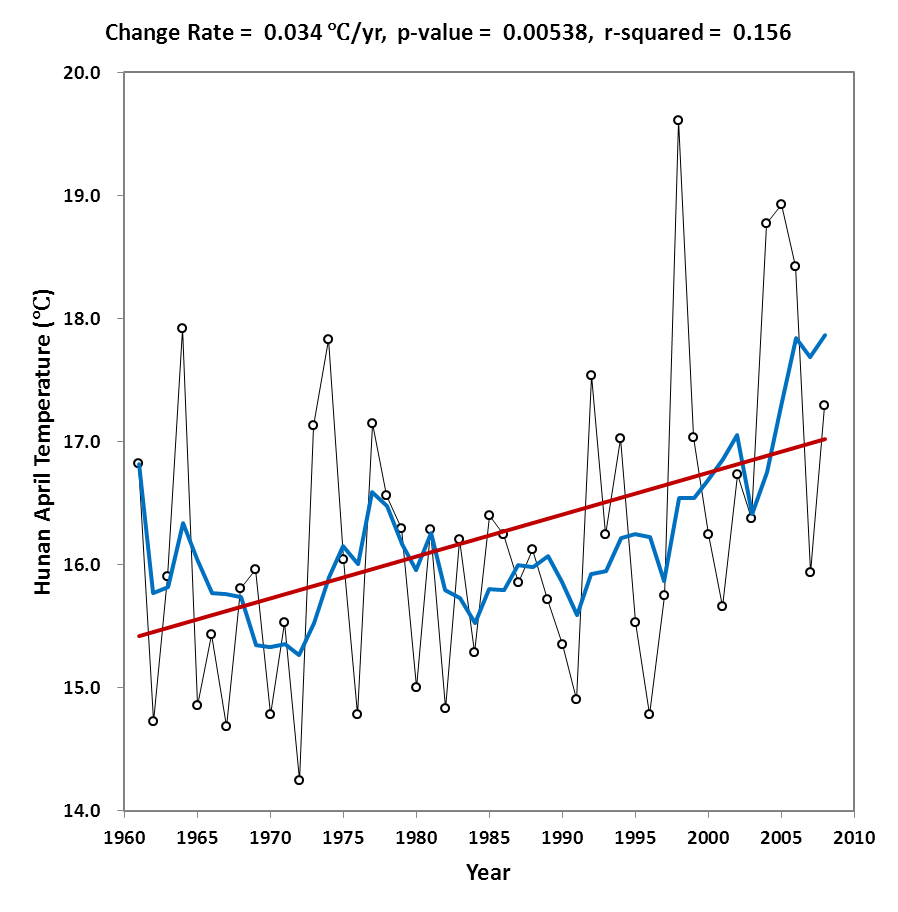 Change Rate = 0.034 ℃/yr, p-value = 0.00538, r-squared = 0.156
20.0
19.0
18.0
17.0
16.0
15.0
14.0
Hunan April Temperature (℃)
1960 1965 1970 1975 1980 1985 1990 1995 2000 2005 2010
Year